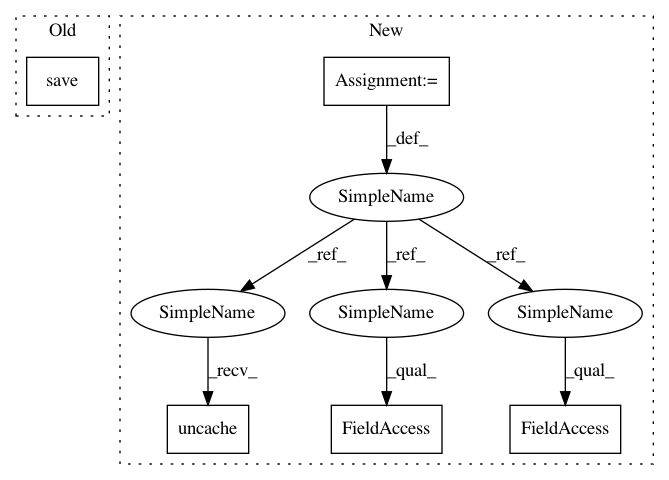 Old
New
save
Assignment:=
_def_
SimpleName
_ref_
_ref_
_ref_
SimpleName
SimpleName
SimpleName
_recv_
_qual_
_qual_
uncache
FieldAccess
FieldAccess